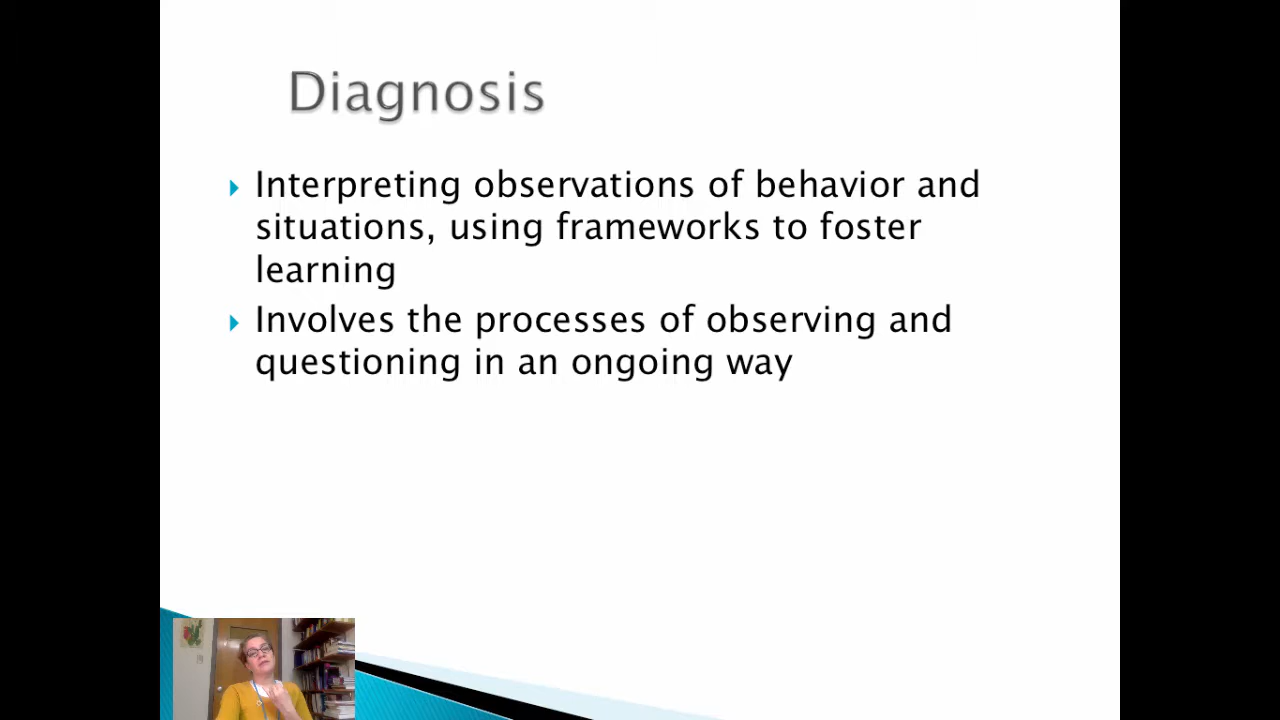 Diagnosis
Interpreting observations of behavior and
situations, using frameworks to foster
learning
Involves the processes of observing and
questioning in an ongoing way